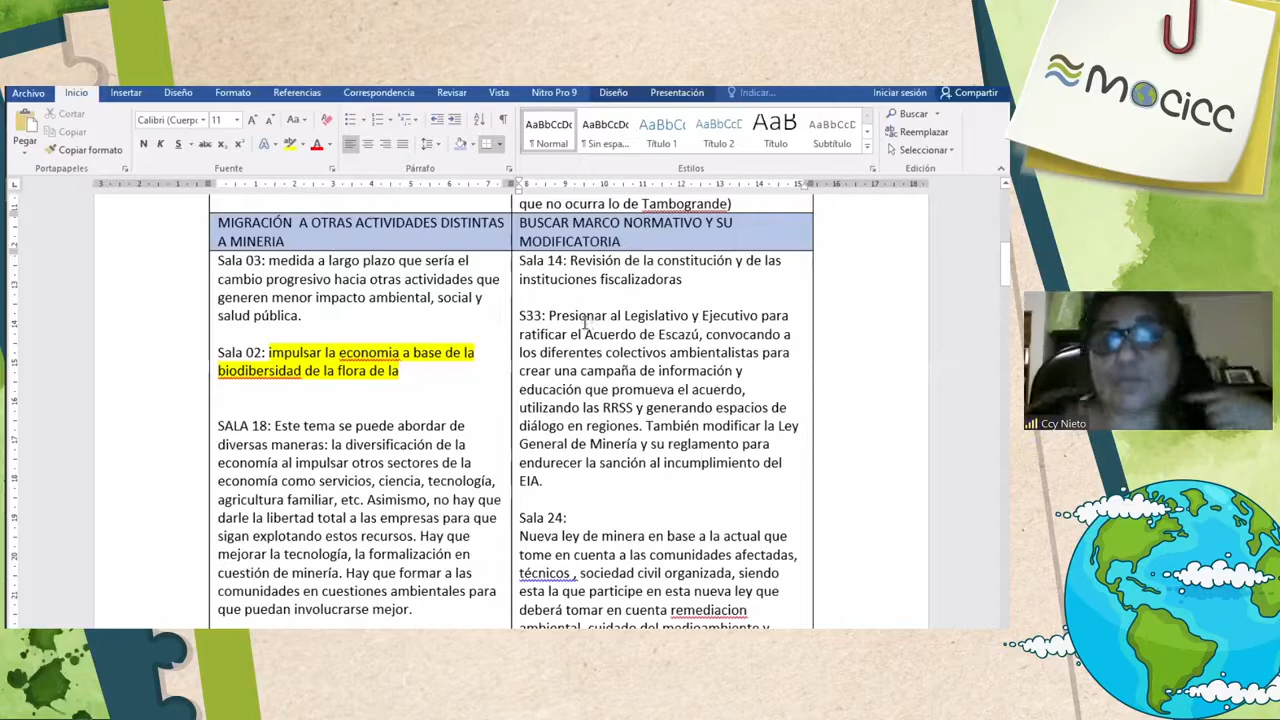 Archivo Inicio Insertar Diseño Formato Referencias Correspondencia Revisar Vista Nitro Pro 9 Diseño Presentación Indicar... Iniciar sesión Compartir
Pegar
Cortar
Copiar
Copiar formato
Portapapeles
Calibri (Cuerpo 11
N K S
Fuente
Párrafo
AaBbCcDc AaBbCcDc AaBbCc AaBbCcD AaB AaBbCcD
Normal Sin espa... Título 1 Título 2 Puesto Subtítulo
Estilos
Buscar
Reemplazar
Seleccionar
Edición
mocicc
que no ocurra lo de Tambogrande)
MIGRACIÓN A OTRAS ACTIVIDADES DISTINTAS
A MINERIA
Sala 03: medida a largo plazo que sería el
cambio progresivo hacia otras actividades que
generen menor impacto ambiental, social y
salud pública.
Sala 02: impulsar la economia a base de la
biodibersidad de la flora de la
SALA 18: Este tema se puede abordar de
diversas maneras: la diversificación de la
economía al impulsar otros sectores de la
economía como servicios, ciencia, tecnología,
agricultura familiar, etc. Asimismo, no hay que
darle la libertad total a las empresas para que
sigan explotando estos recursos. Hay que
mejorar la tecnología, la formalización en
cuestión de minería. Hay que formar a las
comunidades en cuestiones ambientales para
que puedan involucrarse mejor.
BUSCAR MARCO NORMATIVO Y SU
MODIFICATORIA
Sala 14: Revisión de la constitución y de las
instituciones fiscalizadoras
S33: Presionar al Legislativo y Ejecutivo para
ratificar el Acuerdo de Escazú, convocando a
los diferentes colectivos ambientalistas para
crear una campaña de información y
educación que promueva el acuerdo,
utilizando las RRSS y generando espacios de
diálogo en regiones. También modificar la Ley
General de Minería y su reglamento para
endurecer la sanción al incumplimiento del
EIA.
Sala 24:
Nueva ley de minera en base a la actual que
tome en cuenta a las comunidades afectadas,
técnicos , sociedad civil organizada, siendo
esta la que participe en esta nueva ley que
deberá tomar en cuenta remediacion
ambiental, cuidado del medioambiente y
Ccy Nieto